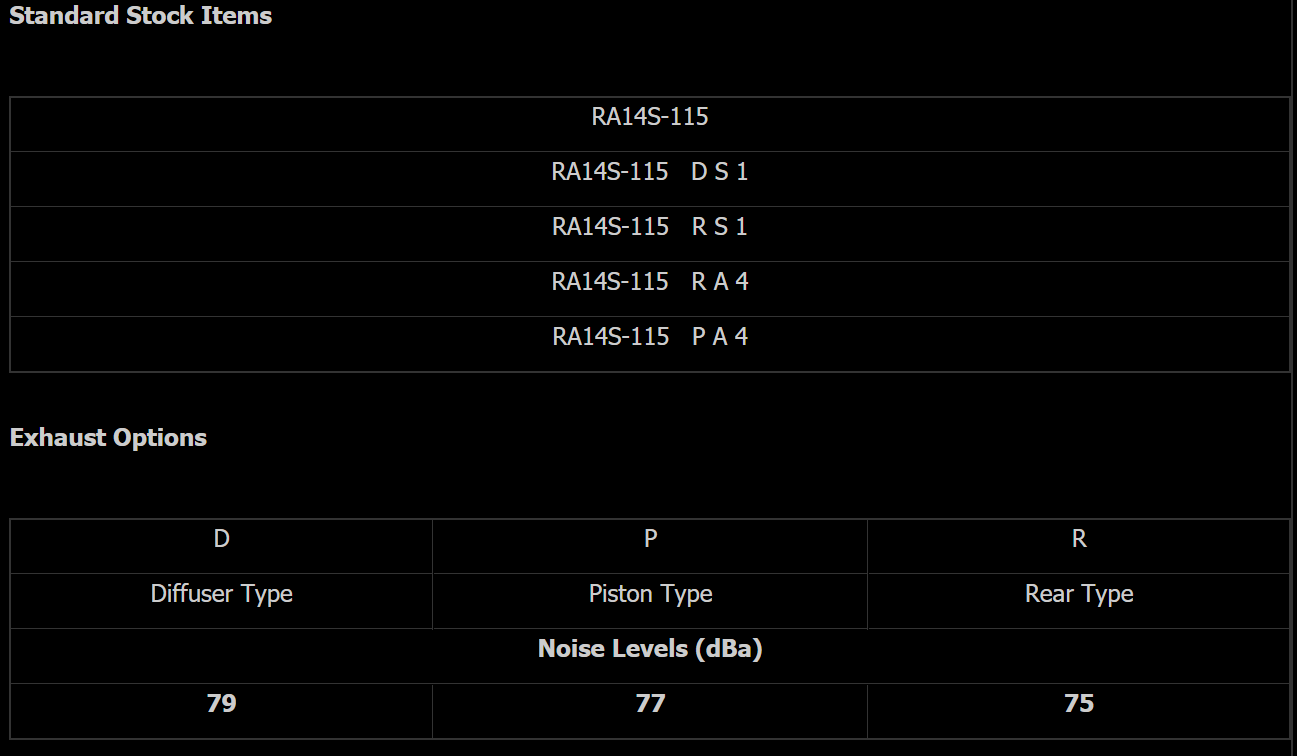 Standard Stock Items
RA14S-115
RA14S-115 D S 1
RA14S-115 R S 1
RA14S-115 R A 4
RA14S-115 P A 4
Exhaust Options
D P R
Diffuser Type Piston Type Rear Type
Noise Levels (dBa)
79 77 75